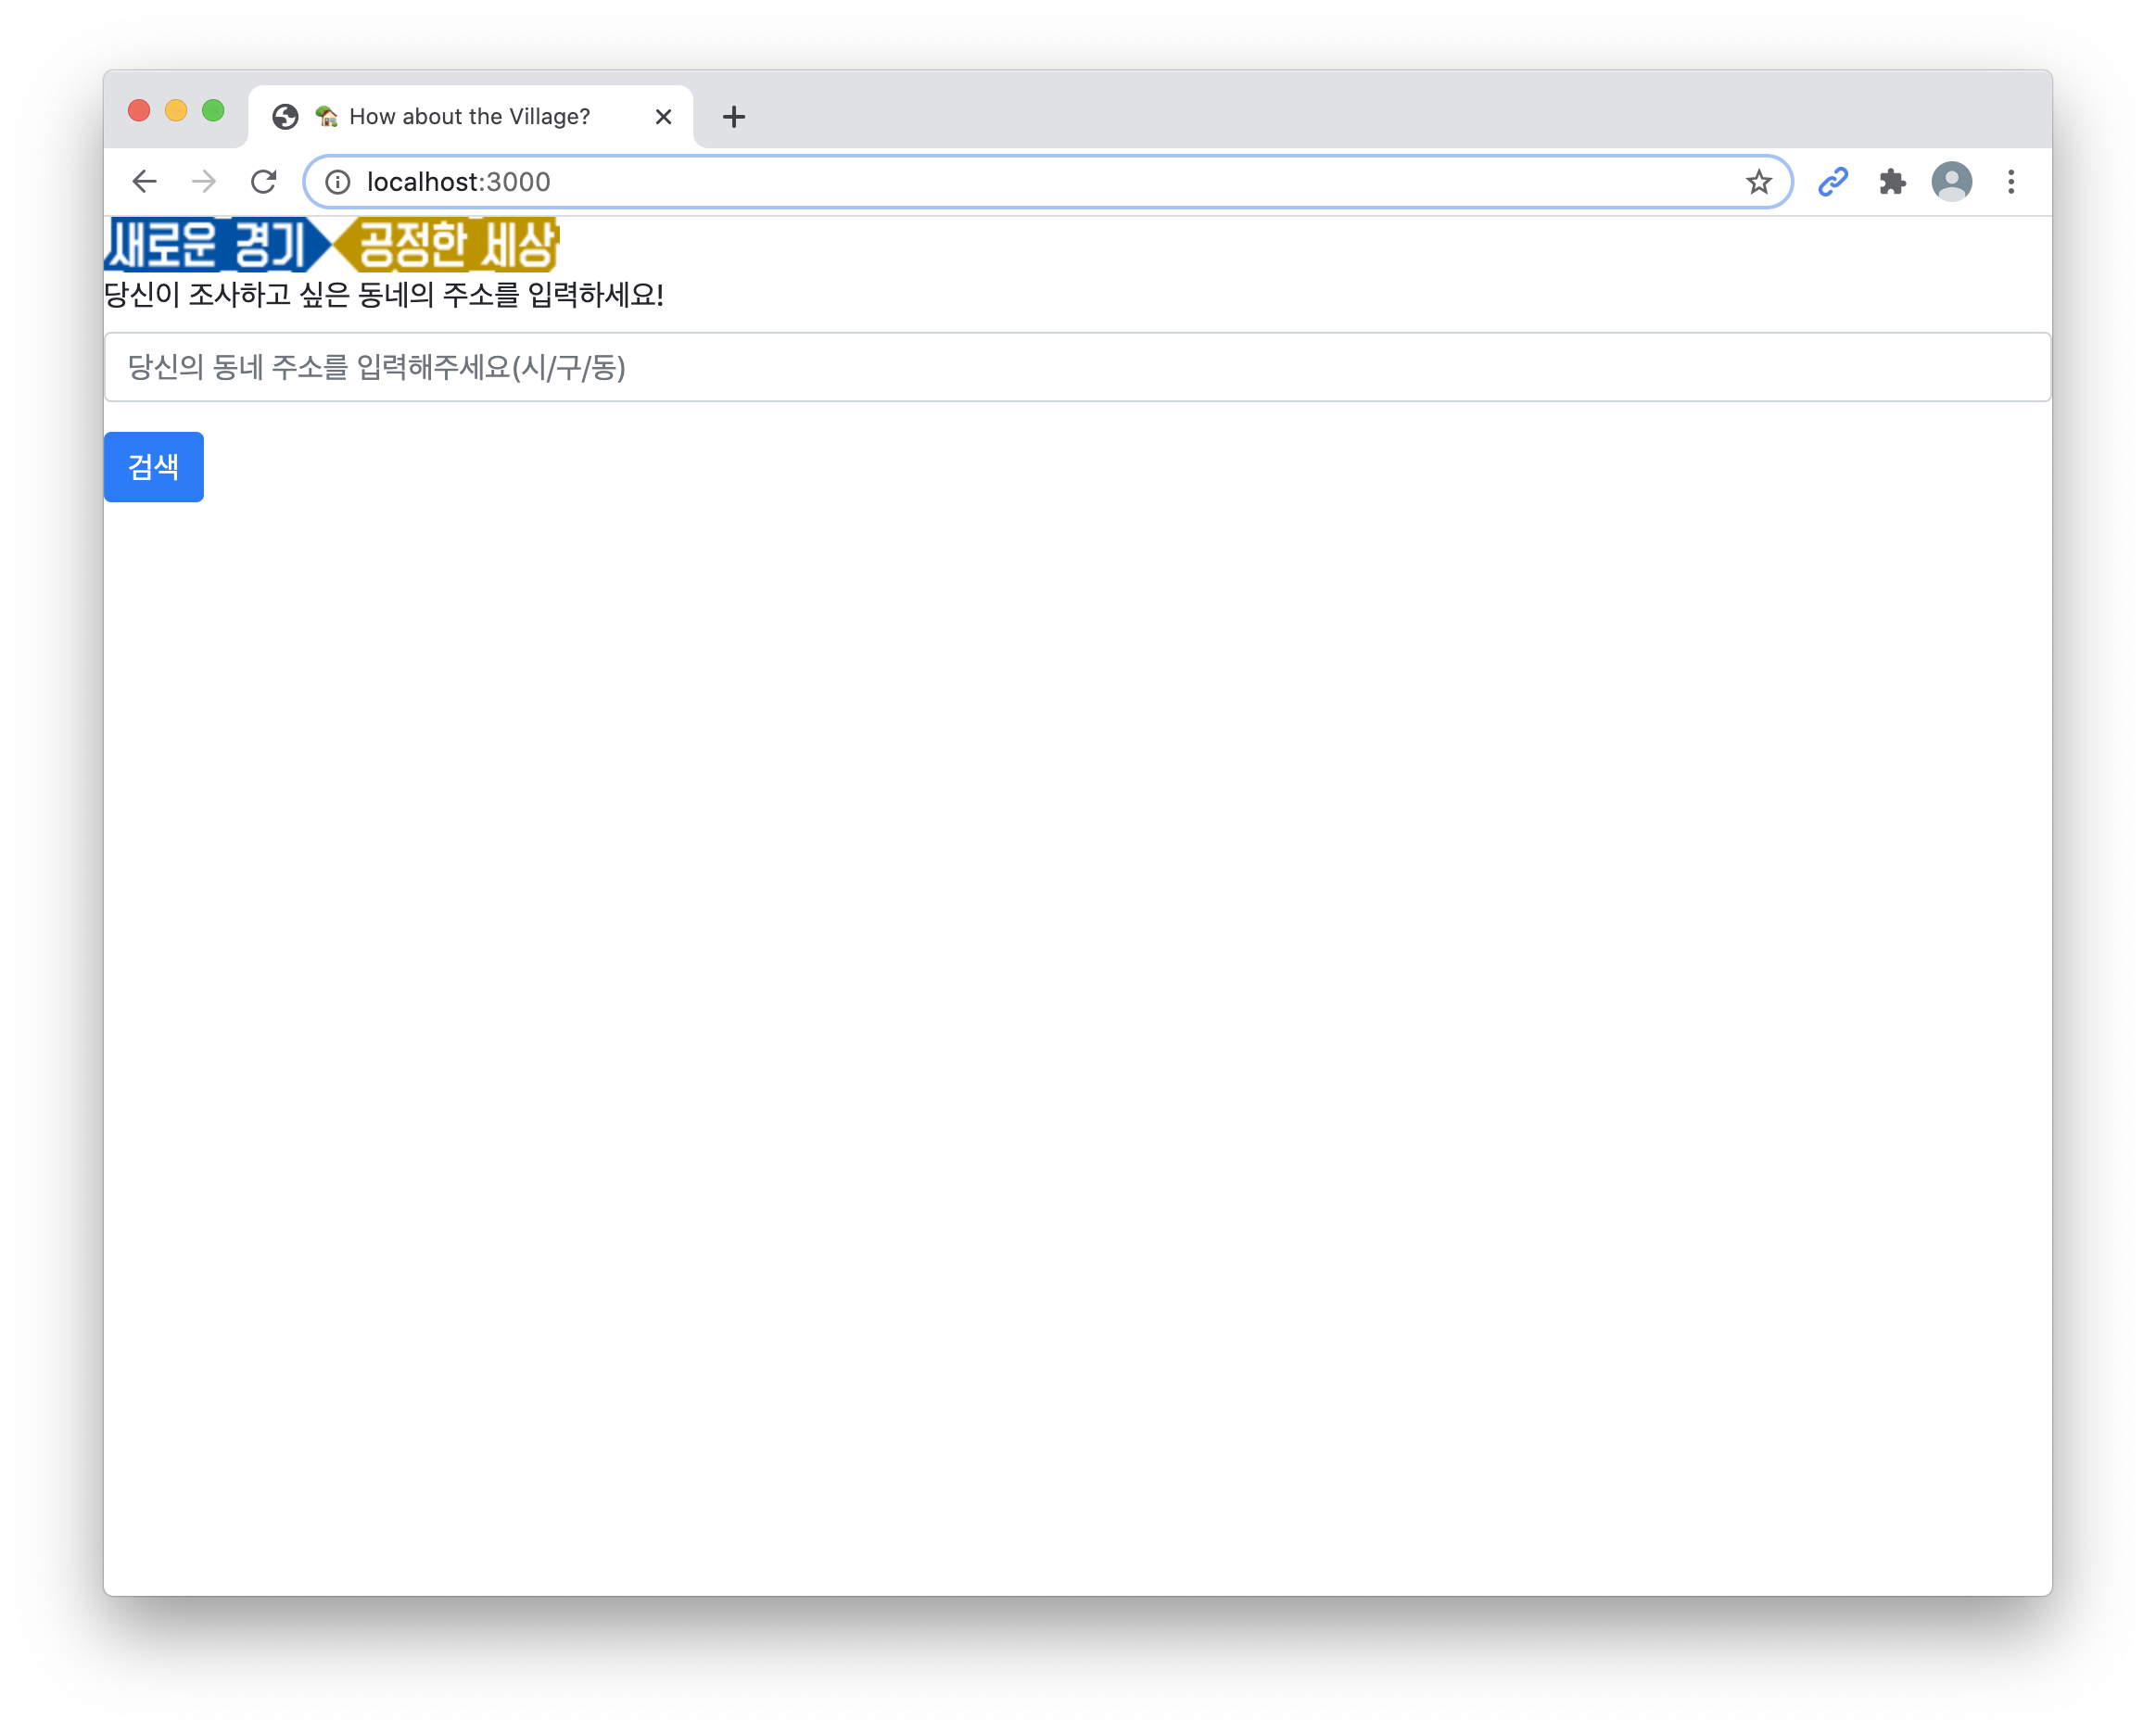 How about the Village?
localhost:3000
새로운 경기 공정한 세상
당신이 조사하고 싶은 동네의 주소를 입력하세요!
당신의 동네 주소를 입력해주세요(시/구/동)
검색